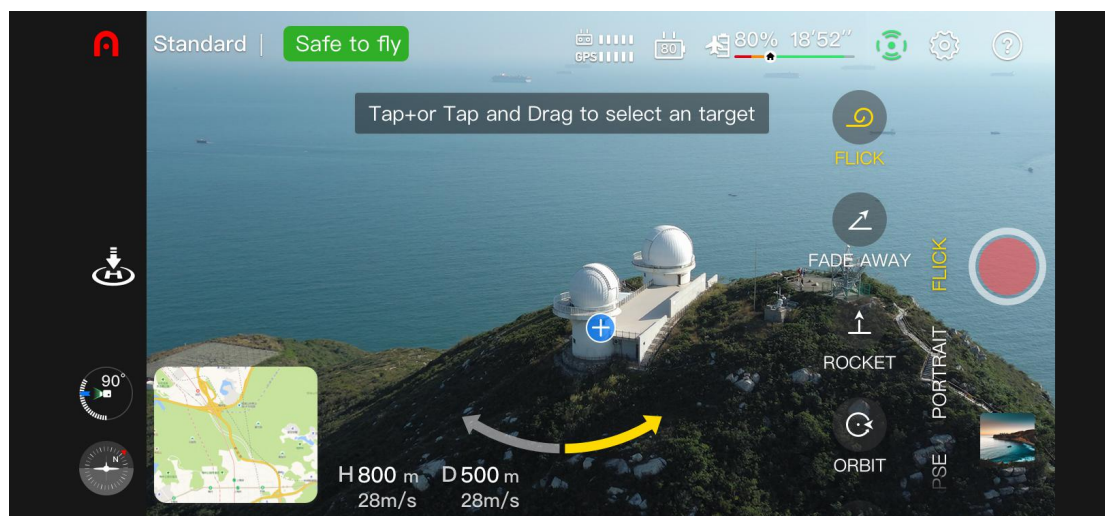 Standard |
Safe to fly
GPS
80
80% 18'52''
?
Tap+or Tap and Drag to select an target
FLICK
FADE AWAY
FLICK
ROCKET
PORTRAIT
90°
ORBIT
PSE
N
H 800 m D 500 m
28m/s 28m/s